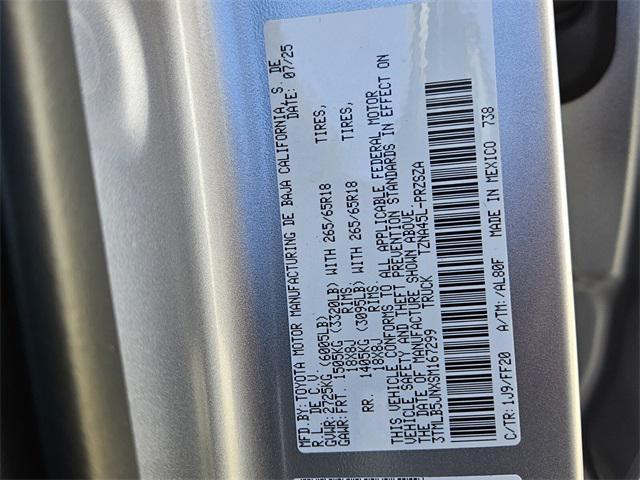 MFD.BY:TOYOTA MOTOR MANUFACTURING DE BAJA CALIFORNIA, S. DE
R.L. DE C.V. DATE: 07/25
GVWR:2725KG (6005LB)
GAWR:FRT. 1505KG (3320LB) WITH 265/65R18 TIRES,
18X8J RIMS.
RR. 1405KG (3095LB) WITH 265/65R18 TIRES,
18X8J RIMS.
THIS VEHICLE CONFORMS TO ALL APPLICABLE FEDERAL MOTOR
VEHICLE SAFETY AND THEFT PREVENTION STANDARDS IN EFFECT ON
THE DATE OF MANUFACTURE SHOWN ABOVE.
3TMLB5JNXSM167299 TRUCK TZNA45L-PRZSZA
C/TR:1J9/FF20 A/TM:/AL80F MADE IN MEXICO 738